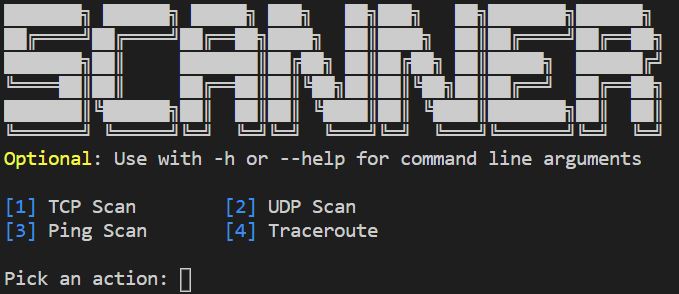 SCANNER
Optional: Use with -h or --help for command line arguments
[1] TCP Scan [2] UDP Scan
[3] Ping Scan [4] Traceroute
Pick an action: